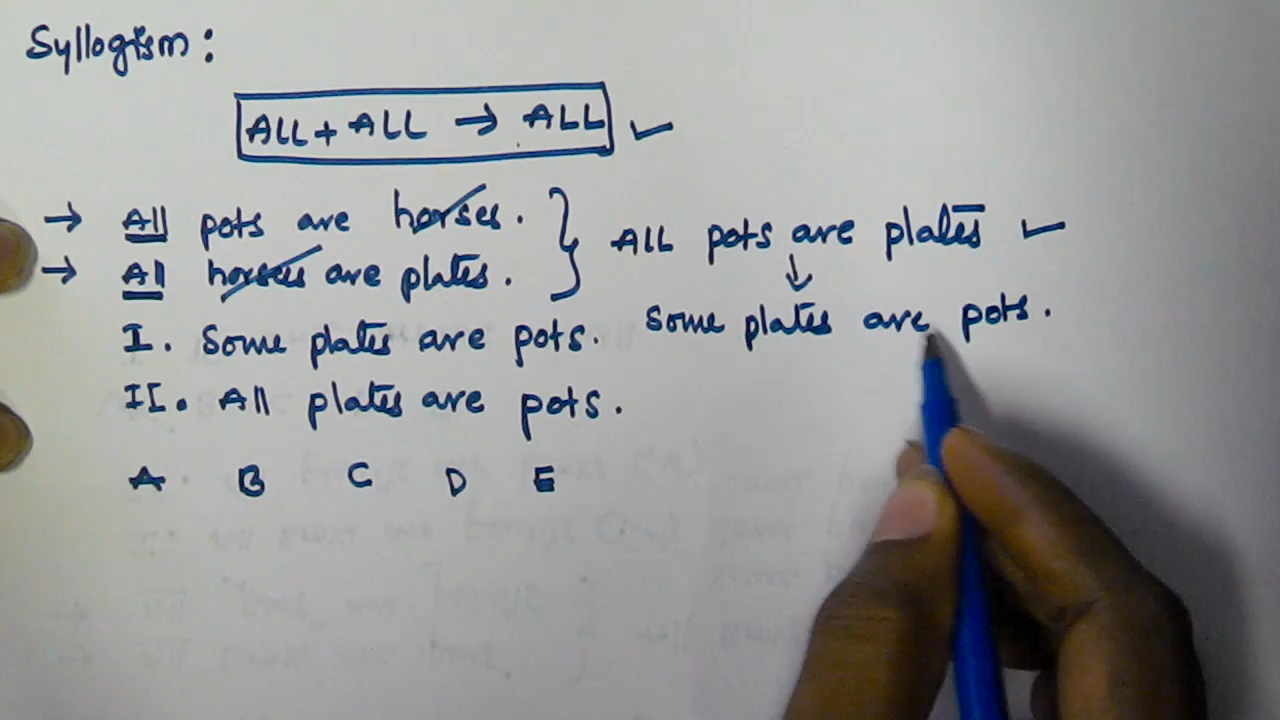 Syllogism:
ALL + ALL → ALL ✓
→ All pots are horses.
→ All horses are plates.
ALL pots are plates ✓
↓
Some plates are pots.
I. Some plates are pots.
II. All plates are pots.
A B C D E